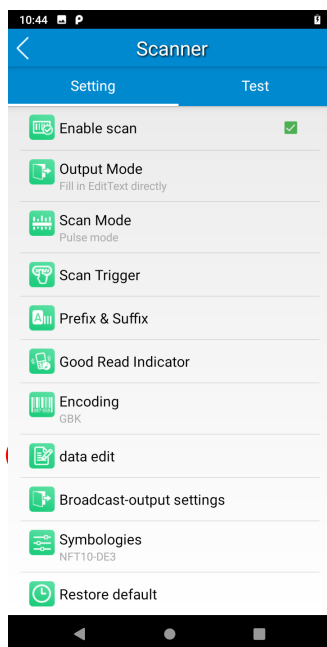 10:44
Scanner
Setting Test
Enable scan
Output Mode
Fill in EditText directly
Scan Mode
Pulse mode
Scan Trigger
Prefix & Suffix
Good Read Indicator
Encoding
GBK
data edit
Broadcast-output settings
Symbologies
NFT10-DE3
Restore default